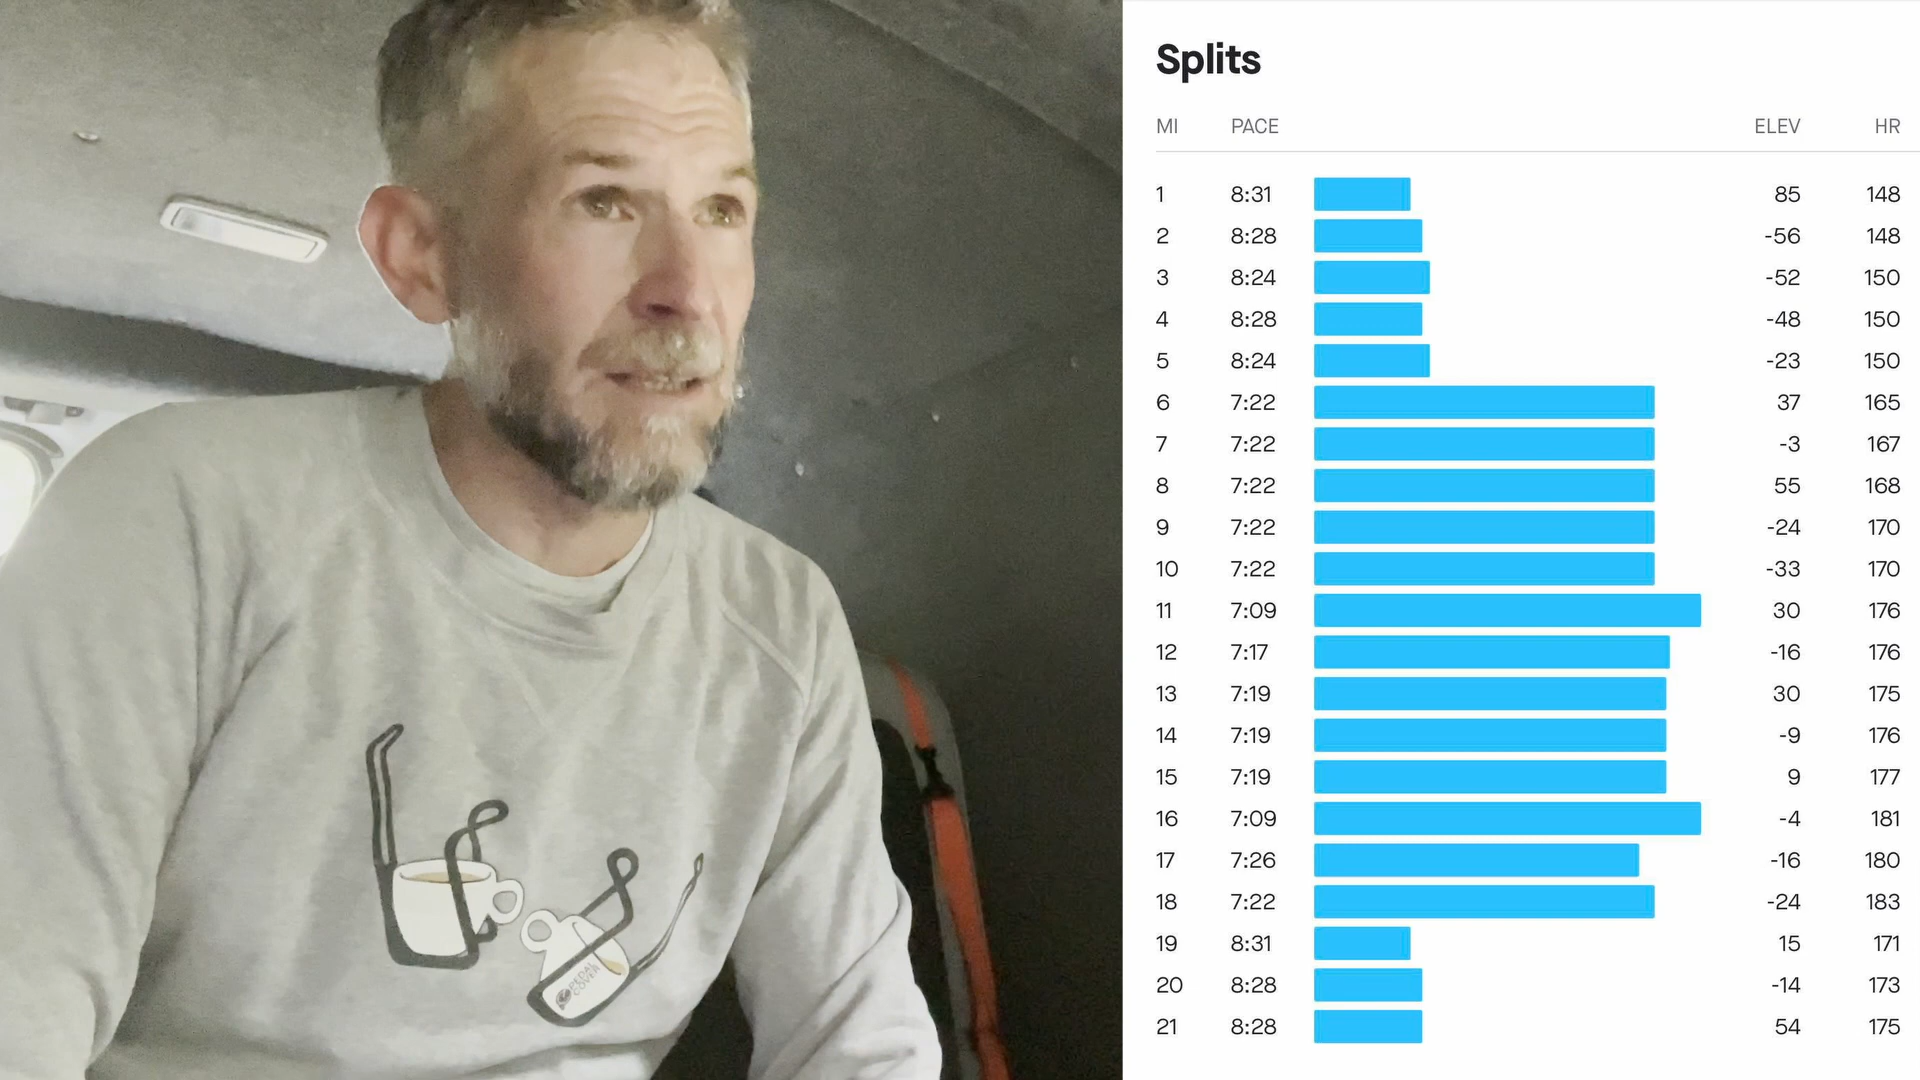 Splits
MI PACE ELEV HR
1 8:31 85 148
2 8:28 -56 148
3 8:24 -52 150
4 8:28 -48 150
5 8:24 -23 150
6 7:22 37 165
7 7:22 -3 167
8 7:22 55 168
9 7:22 -24 170
10 7:22 -33 170
11 7:09 30 176
12 7:17 -16 176
13 7:19 30 175
14 7:19 -9 176
15 7:19 9 177
16 7:09 -4 181
17 7:26 -16 180
18 7:22 -24 183
19 8:31 15 171
20 8:28 -14 173
21 8:28 54 175
PEDAL
COVER